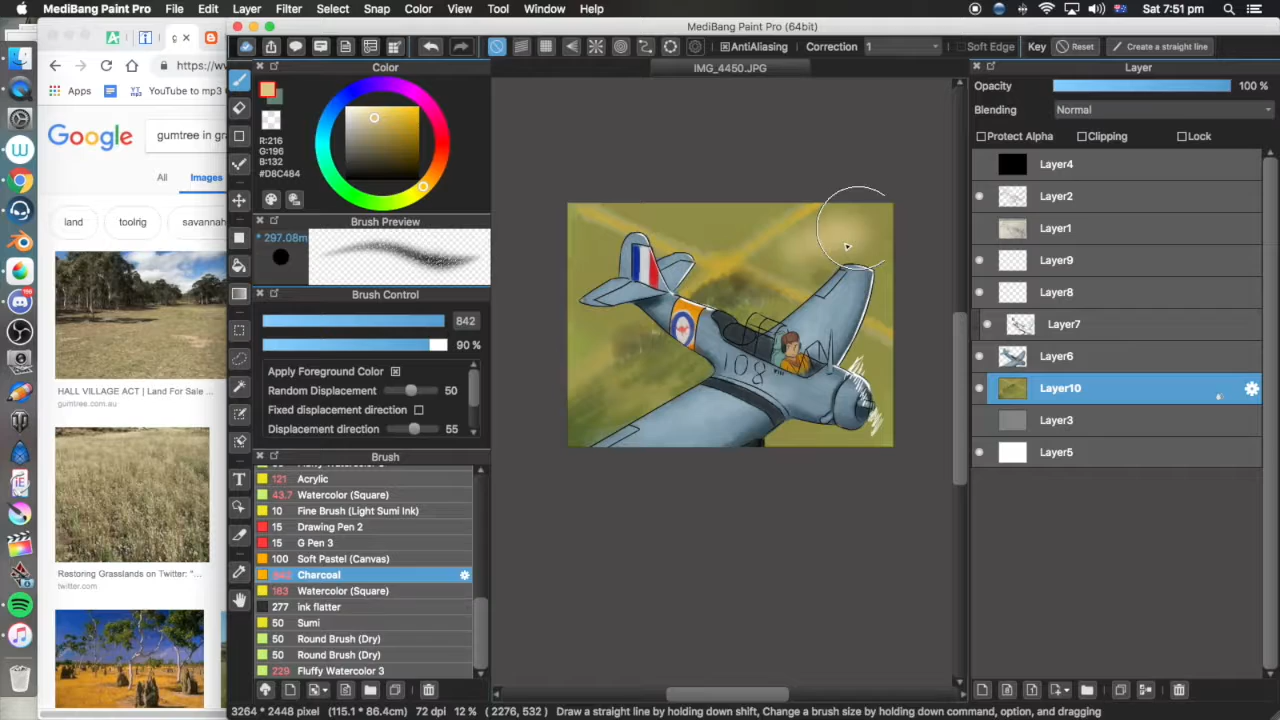 MediBang Paint Pro File Edit Layer Filter Select Snap Color View Tool Window Help
Sat 7:51 pm
MediBang Paint Pro (64bit)
AntiAliasing Correction 1 Soft Edge Key Reset Create a straight line
https://ww
Apps YouTube to mp3
Google
gumtree in gra
All Images
land toolrig savannah
HALL VILLAGE ACT | Land For Sale ...
gumtree.com.au
Restoring Grasslands on Twitter: "...
twitter.com
Color
R:216
G:196
B:132
#D8C484
Brush Preview
* 297.08m
Brush Control
842
90 %
Apply Foreground Color
Random Displacement 50
Fixed displacement direction
Displacement direction 55
Brush
121 Acrylic
43.7 Watercolor (Square)
10 Fine Brush (Light Sumi Ink)
15 Drawing Pen 2
15 G Pen 3
100 Soft Pastel (Canvas)
842 Charcoal
183 Watercolor (Square)
277 ink flatter
50 Sumi
50 Round Brush (Dry)
50 Round Brush (Dry)
229 Fluffy Watercolor 3
IMG_4450.JPG
08
Layer
Opacity 100 %
Blending Normal
Protect Alpha Clipping Lock
Layer4
Layer2
Layer1
Layer9
Layer8
Layer7
Layer6
Layer10
Layer3
Layer5
3264 * 2448 pixel (115.1 * 86.4cm) 72 dpi 12 % ( 2276, 532 ) Draw a straight line by holding down shift, Change a brush size by holding down command, option, and dragging